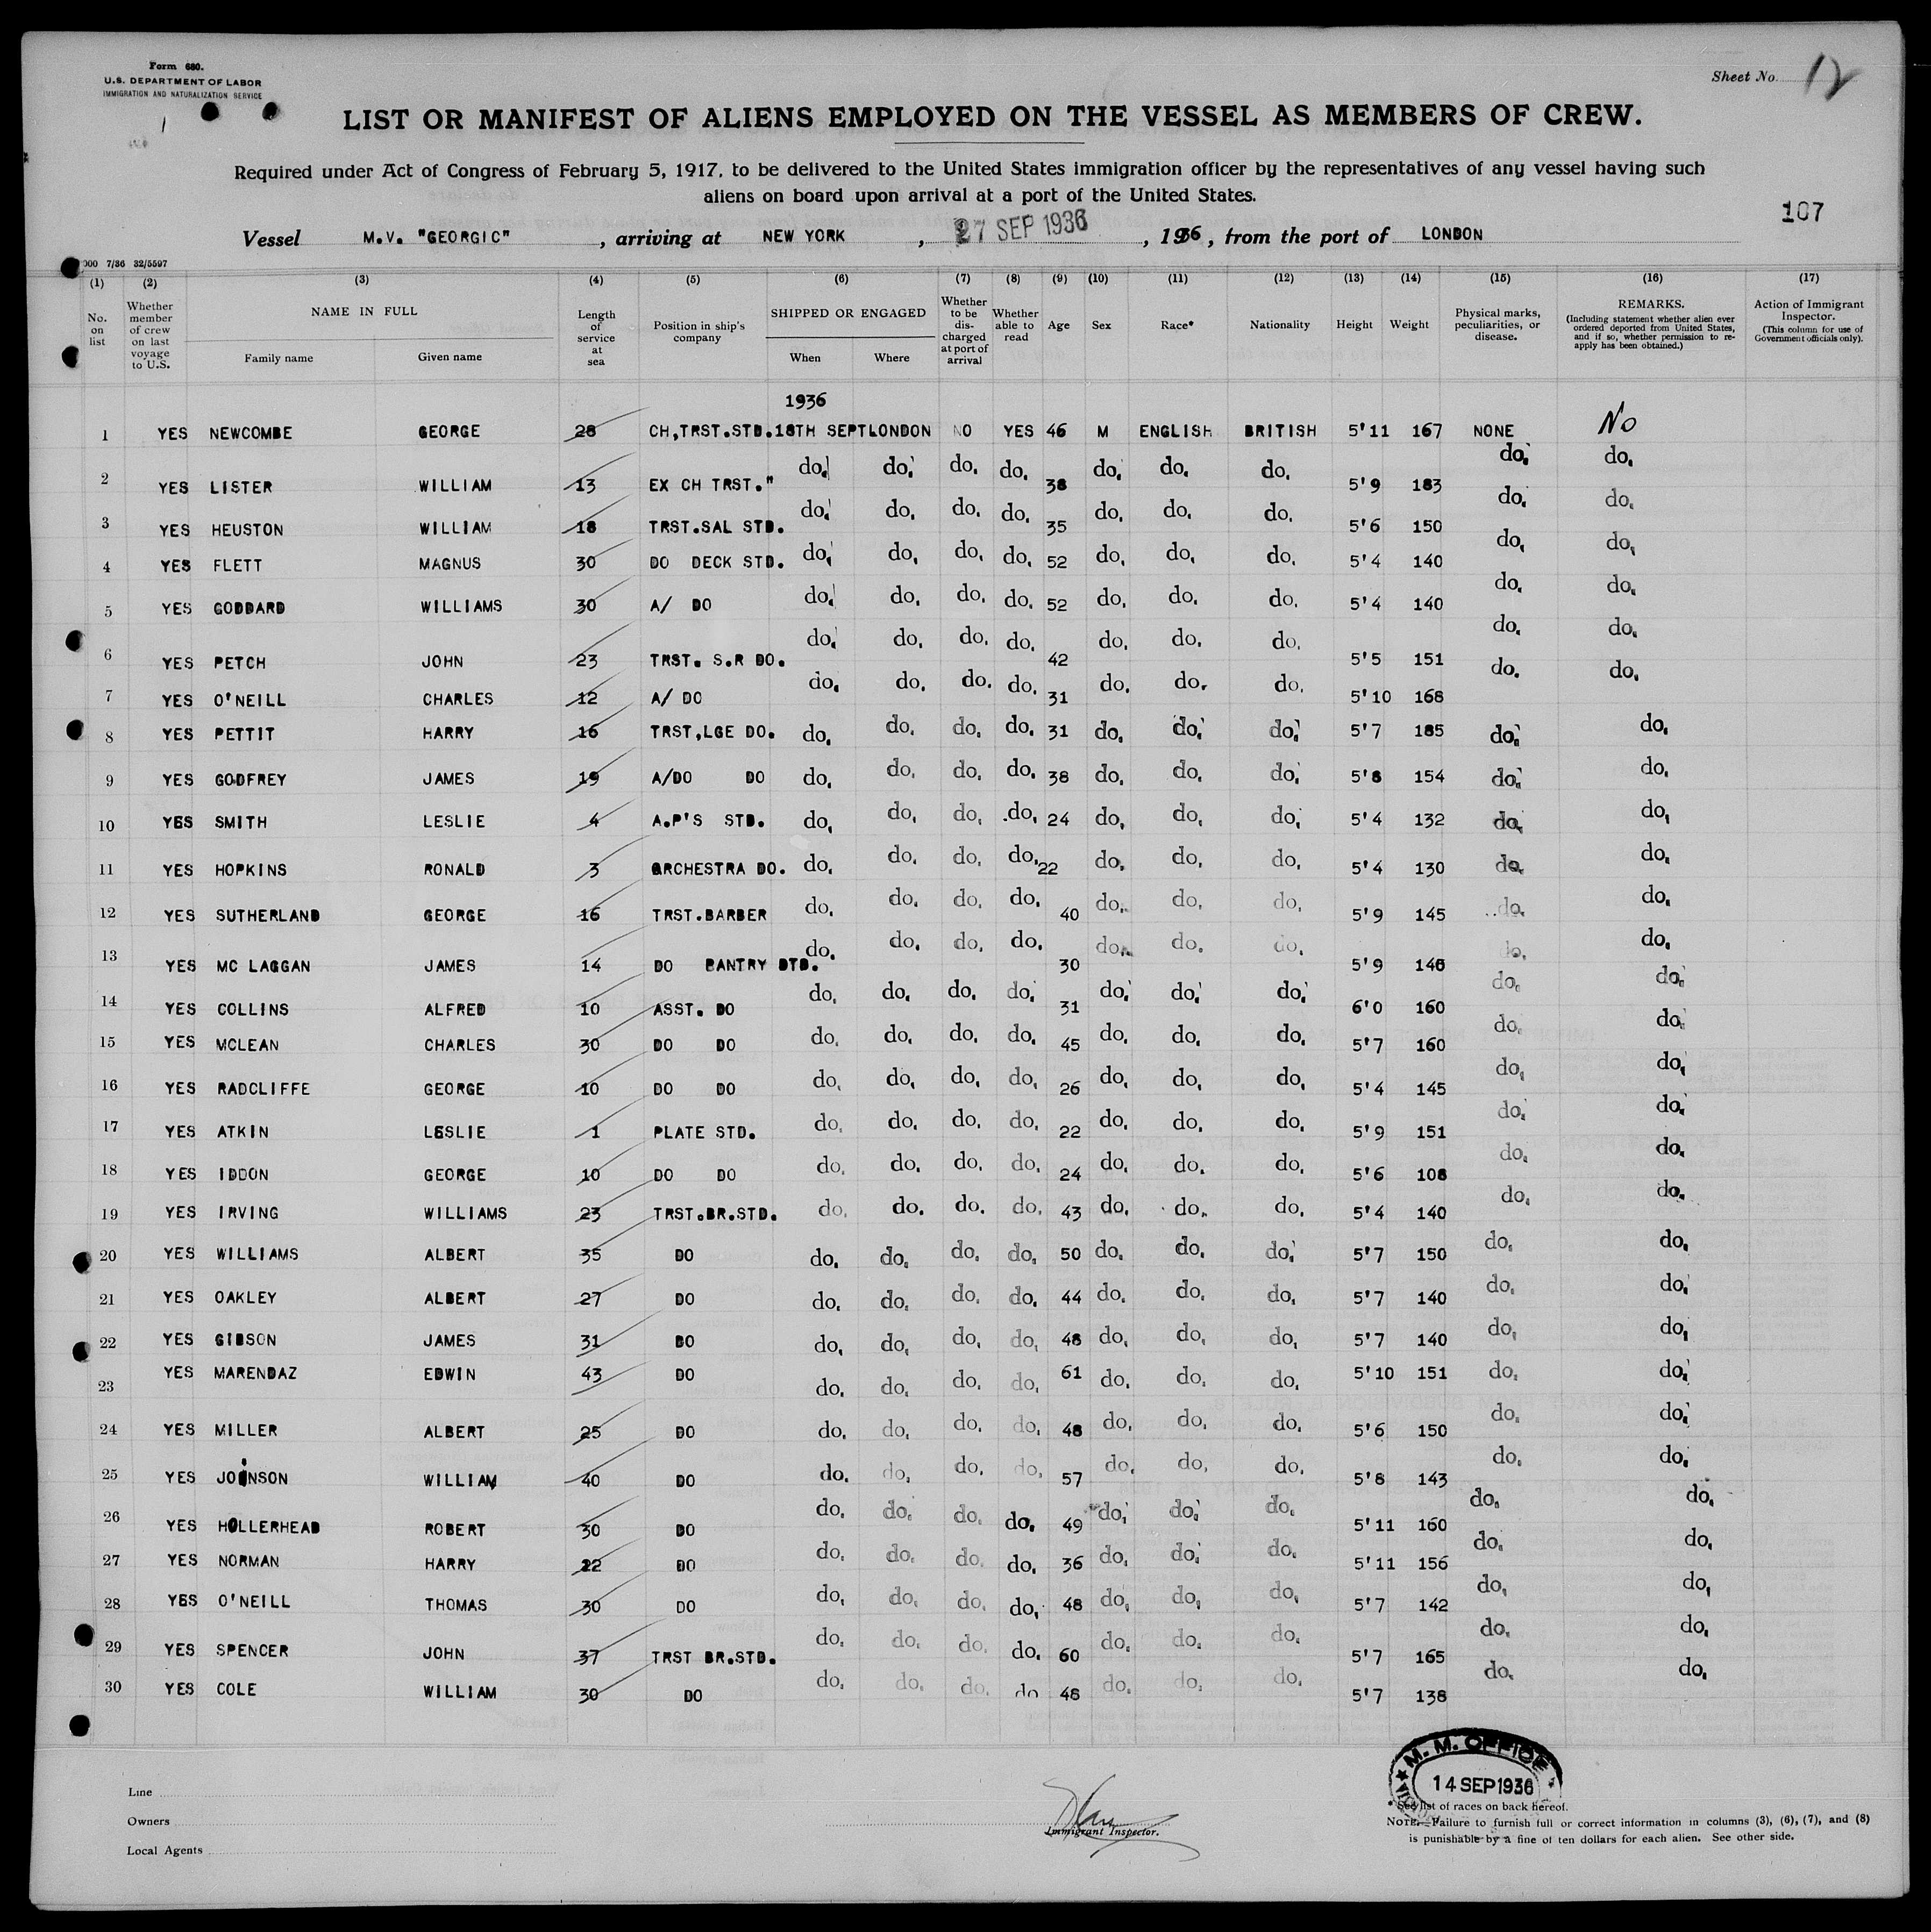 Form 680.
U.S. DEPARTMENT OF LABOR
IMMIGRATION AND NATURALIZATION SERVICE
Sheet No. 12
LIST OR MANIFEST OF ALIENS EMPLOYED ON THE VESSEL AS MEMBERS OF CREW.
Required under Act of Congress of February 5, 1917, to be delivered to the United States immigration officer by the representatives of any vessel having such
aliens on board upon arrival at a port of the United States.
107
Vessel M.V. "GEORGIC", arriving at NEW YORK, 27 SEP 1936, 1936, from the port of LONDON
000 7/36 32/5597
(1) (2) (3) (4) (5) (6) (7) (8) (9) (10) (11) (12) (13) (14) (15) (16) (17)
No. on list
Whether member of crew on last voyage to U.S.
NAME IN FULL
Family name Given name
Length of service at sea
Position in ship's company
SHIPPED OR ENGAGED
When Where
Whether to be discharged at port of arrival
Whether able to read
Age Sex Race* Nationality Height Weight
Physical marks, peculiarities, or disease.
REMARKS.
(Including statement whether alien ever ordered deported from United States, and if so, whether permission to reapply has been obtained.)
Action of Immigrant Inspector.
(This column for use of Government officials only).
1936
1 YES NEWCOMBE GEORGE 28 CH,TRST.STD. 18TH SEPT LONDON NO YES 46 M ENGLISH BRITISH 5'11 167 NONE No
2 YES LISTER WILLIAM 13 EX CH TRST." do. do. do. do. 38 do. do. do. 5'9 183 do. do.
3 YES HEUSTON WILLIAM 18 TRST.SAL STD. do. do. do. do. 35 do. do. do. 5'6 150 do. do.
4 YES FLETT MAGNUS 30 DO DECK STD. do. do. do. do. 52 do. do. do. 5'4 140 do. do.
5 YES GODDARD WILLIAMS 30 A/ DO do. do. do. do. 52 do. do. do. 5'4 140 do. do.
6 YES PETCH JOHN 23 TRST. S.R DO. do. do. do. do. 42 do. do. do. 5'5 151 do. do.
7 YES O'NEILL CHARLES 12 A/ DO do. do. do. do. 31 do. do. do. 5'10 168 do. do.
8 YES PETTIT HARRY 16 TRST,LGE DO. do. do. do. do. 31 do. do. do. 5'7 185 do. do.
9 YES GODFREY JAMES 19 A/DO DO do. do. do. do. 38 do. do. do. 5'8 154 do. do.
10 YES SMITH LESLIE 4 A.P'S STD. do. do. do. do. 24 do. do. do. 5'4 132 do. do.
11 YES HOPKINS RONALD 3 ORCHESTRA DO. do. do. do. do. 22 do. do. do. 5'4 130 do. do.
12 YES SUTHERLAND GEORGE 16 TRST.BARBER do. do. do. do. 40 do. do. do. 5'9 145 do. do.
13 YES MC LAGGAN JAMES 14 DO PANTRY STD. do. do. do. do. 30 do. do. do. 5'9 146 do. do.
14 YES COLLINS ALFRED 10 ASST. DO do. do. do. do. 31 do. do. do. 6'0 160 do. do.
15 YES MCLEAN CHARLES 30 DO DO do. do. do. do. 45 do. do. do. 5'7 160 do. do.
16 YES RADCLIFFE GEORGE 10 DO DO do. do. do. do. 26 do. do. do. 5'4 145 do. do.
17 YES ATKIN LESLIE 1 PLATE STD. do. do. do. do. 22 do. do. do. 5'9 151 do. do.
18 YES IDDON GEORGE 10 DO DO do. do. do. do. 24 do. do. do. 5'6 108 do. do.
19 YES IRVING WILLIAMS 23 TRST.BR.STD. do. do. do. do. 43 do. do. do. 5'4 140 do. do.
20 YES WILLIAMS ALBERT 35 DO do. do. do. do. 50 do. do. do. 5'7 150 do. do.
21 YES OAKLEY ALBERT 27 DO do. do. do. do. 44 do. do. do. 5'7 140 do. do.
22 YES GIBSON JAMES 31 DO do. do. do. do. 48 do. do. do. 5'7 140 do. do.
23 YES MARENDAZ EDWIN 43 DO do. do. do. do. 61 do. do. do. 5'10 151 do. do.
24 YES MILLER ALBERT 25 DO do. do. do. do. 48 do. do. do. 5'6 150 do. do.
25 YES JOHNSON WILLIAM 40 DO do. do. do. do. 57 do. do. do. 5'8 143 do. do.
26 YES HOLLERHEAD ROBERT 30 DO do. do. do. do. 49 do. do. do. 5'11 160 do. do.
27 YES NORMAN HARRY 22 DO do. do. do. do. 36 do. do. do. 5'11 156 do. do.
28 YES O'NEILL THOMAS 30 DO do. do. do. do. 48 do. do. do. 5'7 142 do. do.
29 YES SPENCER JOHN 37 TRST BR.STD. do. do. do. do. 60 do. do. do. 5'7 165 do. do.
30 YES COLE WILLIAM 30 DO do. do. do. do 48 do. do. do. 5'7 138 do. do.
M. M. OFFICE
14 SEP 1936
Line
Owners
Local Agents
Immigrant Inspector.
* See list of races on back hereof.
NOTE.—Failure to furnish full or correct information in columns (3), (6), (7), and (8)
is punishable by a fine of ten dollars for each alien. See other side.